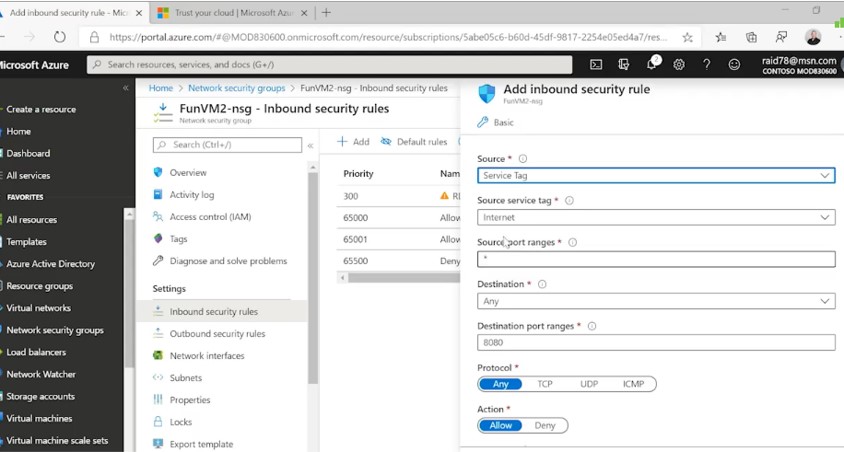 Add inbound security rule - Micr
Trust your cloud | Microsoft Azure
https://portal.azure.com/#@MOD830600.onmicrosoft.com/resource/subscriptions/5abe05c6-b60d-45df-9817-2254e05ed4a7/res...
Microsoft Azure
Search resources, services, and docs (G+/)
2
raid78@msn.com
CONTOSO MOD830600
Create a resource
Home
Dashboard
All services
FAVORITES
All resources
Templates
Azure Active Directory
Resource groups
Virtual networks
Network security groups
Load balancers
Network Watcher
Storage accounts
Virtual machines
Virtual machine scale sets
Home > Network security groups > FunVM2-nsg - Inbound security rules
FunVM2-nsg - Inbound security rules
Network security group
Search (Ctrl+/)
Overview
Activity log
Access control (IAM)
Tags
Diagnose and solve problems
Settings
Inbound security rules
Outbound security rules
Network interfaces
Subnets
Properties
Locks
Export template
Add
Default rules
Priority Nam
300
65000 Allow
65001 Allow
65500 Deny
Add inbound security rule
FunVM2-nsg
Basic
Source *
Service Tag
Source service tag *
Internet
Source port ranges *
*
Destination *
Any
Destination port ranges *
8080
Protocol *
Any TCP UDP ICMP
Action *
Allow Deny